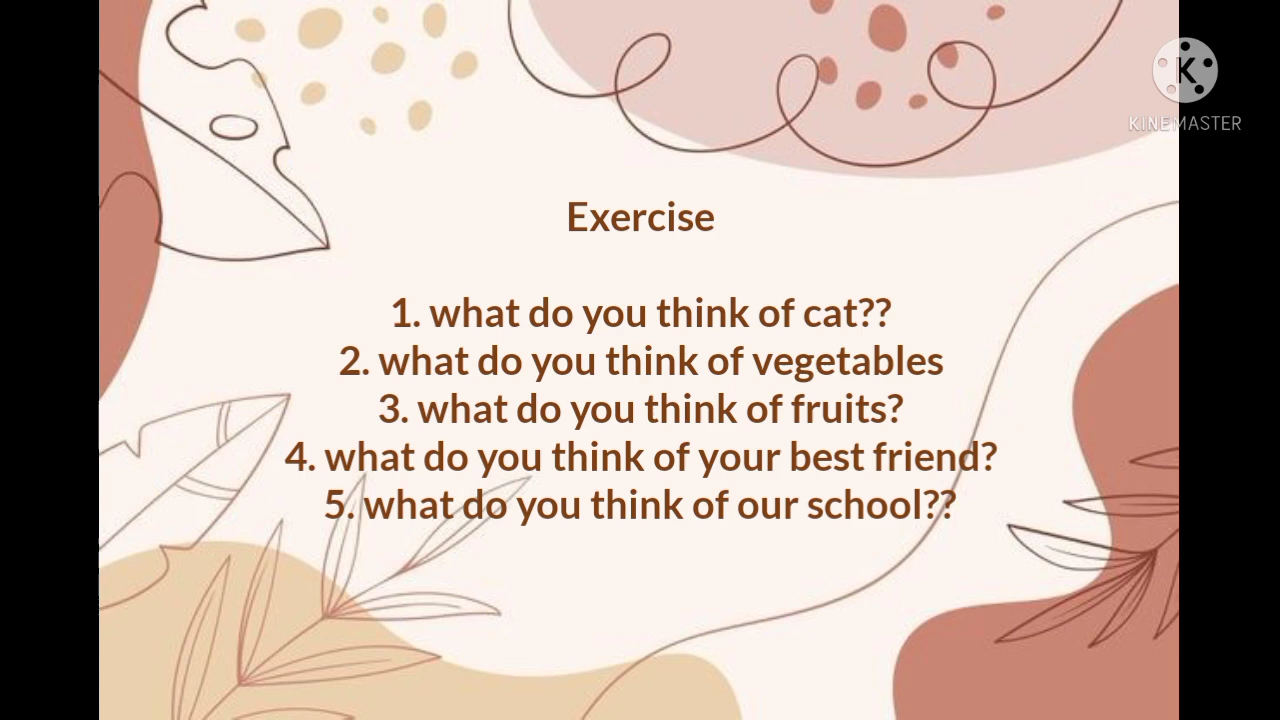 K
KINEMASTER
Exercise
1. what do you think of cat??
2. what do you think of vegetables
3. what do you think of fruits?
4. what do you think of your best friend?
5. what do you think of our school??